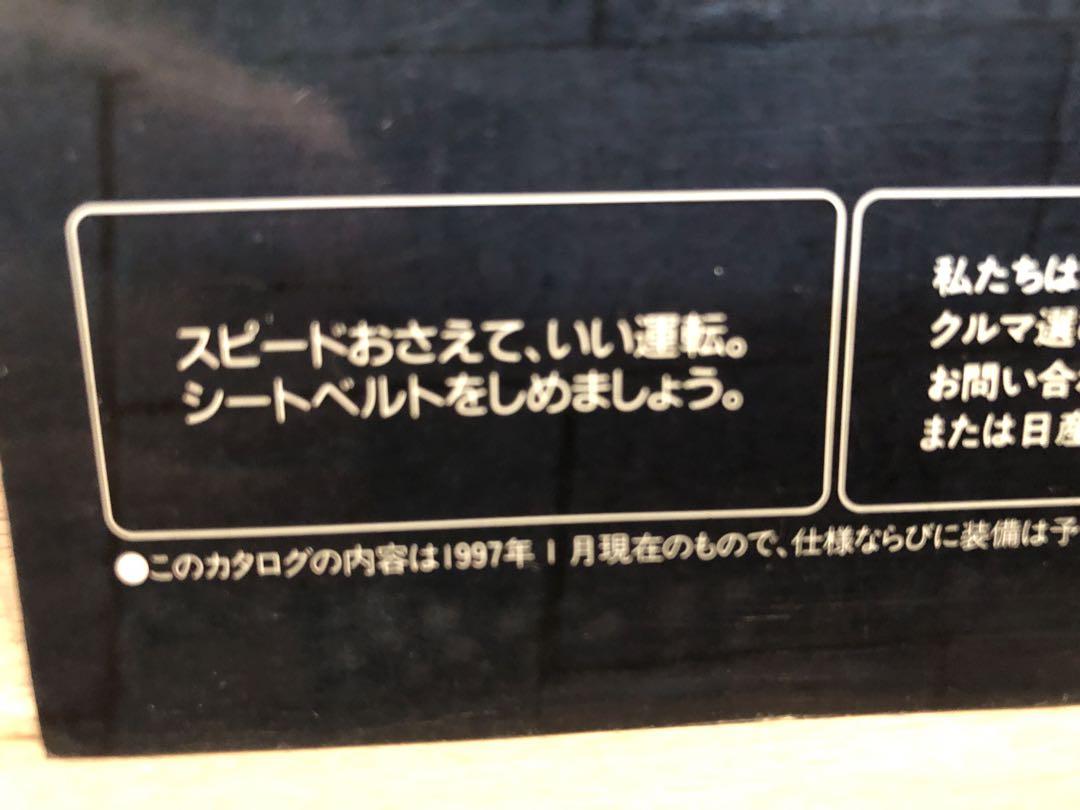 スピードおさえて、いい運転。
シートベルトをしめましょう。
私たちは
クルマ選
お問い合
または日産
●このカタログの内容は1997年1月現在のもので、仕様ならびに装備は予